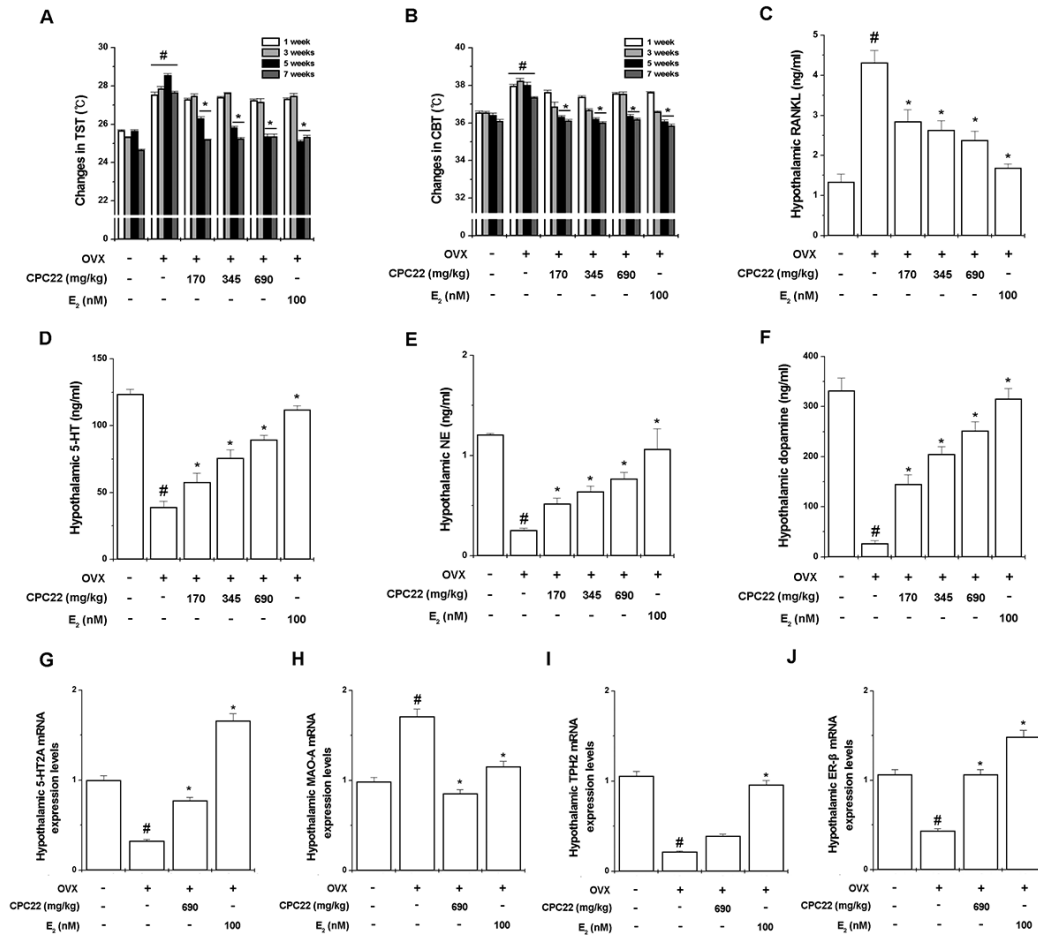 A
Changes in TST (℃)
28
26
24
22
0
#
*
*
*
*
1 week
3 weeks
5 weeks
7 weeks
OVX - + + + + +
CPC22 (mg/kg) - - 170 345 690 -
E2 (nM) - - - - - 100
B
Changes in CBT (℃)
40
38
36
34
32
0
#
*
*
*
*
1 week
3 weeks
5 weeks
7 weeks
OVX - + + + + +
CPC22 (mg/kg) - - 170 345 690 -
E2 (nM) - - - - - 100
C
Hypothalamic RANKL (ng/ml)
5
4
3
2
1
0
#
*
*
*
*
OVX - + + + + +
CPC22 (mg/kg) - - 170 345 690 -
E2 (nM) - - - - - 100
D
Hypothalamic 5-HT (ng/ml)
150
100
50
0
#
*
*
*
*
OVX - + + + + +
CPC22 (mg/kg) - - 170 345 690 -
E2 (nM) - - - - - 100
E
Hypothalamic NE (ng/ml)
2
1
0
#
*
*
*
*
OVX - + + + + +
CPC22 (mg/kg) - - 170 345 690 -
E2 (nM) - - - - - 100
F
Hypothalamic dopamine (ng/ml)
400
300
200
100
0
#
*
*
*
*
OVX - + + + + +
CPC22 (mg/kg) - - 170 345 690 -
E2 (nM) - - - - - 100
G
Hypothalamic 5-HT2A mRNA
expression levels
2
1
0
#
*
*
OVX - + + +
CPC22 (mg/kg) - - 690 -
E2 (nM) - - - 100
H
Hypothalamic MAO-A mRNA
expression levels
2
1
0
#
*
*
OVX - + + +
CPC22 (mg/kg) - - 690 -
E2 (nM) - - - 100
I
Hypothalamic TPH2 mRNA
expression levels
2
1
0
#
*
OVX - + + +
CPC22 (mg/kg) - - 690 -
E2 (nM) - - - 100
J
Hypothalamic ER-β mRNA
expression levels
2
1
0
#
*
*
OVX - + + +
CPC22 (mg/kg) - - 690 -
E2 (nM) - - - 100